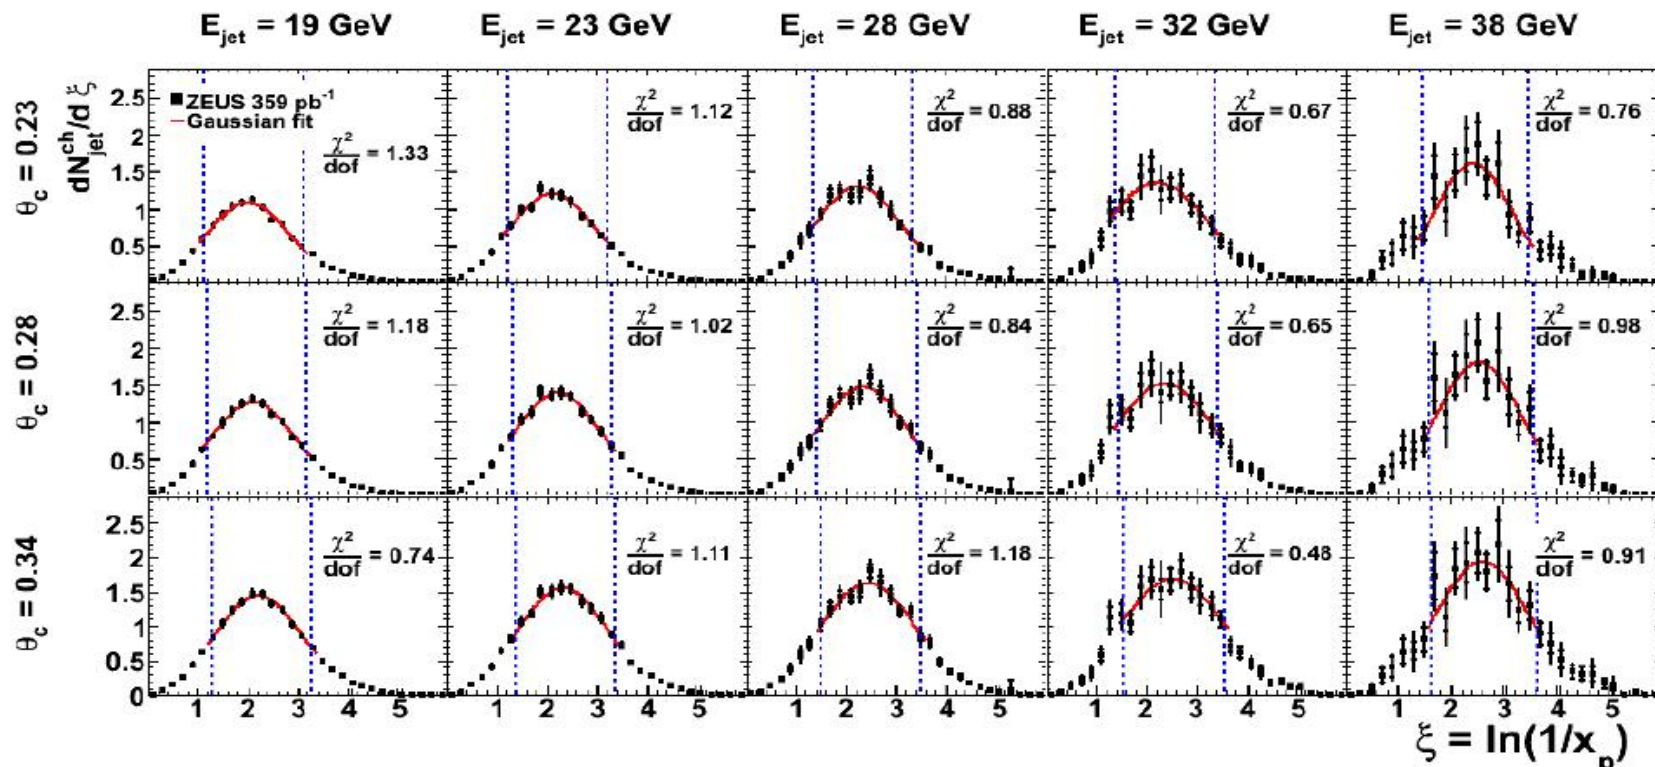 E_jet = 19 GeV E_jet = 23 GeV E_jet = 28 GeV E_jet = 32 GeV E_jet = 38 GeV
θ_c = 0.23
dN^ch_jet/d ξ
2.5
2
1.5
1
0.5
ZEUS 359 pb⁻¹
Gaussian fit
χ²/dof = 1.33
χ²/dof = 1.12
χ²/dof = 0.88
χ²/dof = 0.67
χ²/dof = 0.76
θ_c = 0.28
2.5
2
1.5
1
0.5
χ²/dof = 1.18
χ²/dof = 1.02
χ²/dof = 0.84
χ²/dof = 0.65
χ²/dof = 0.98
θ_c = 0.34
2.5
2
1.5
1
0.5
0
χ²/dof = 0.74
χ²/dof = 1.11
χ²/dof = 1.18
χ²/dof = 0.48
χ²/dof = 0.91
1 2 3 4 5 1 2 3 4 5 1 2 3 4 5 1 2 3 4 5 1 2 3 4 5
ξ = ln(1/x_p)